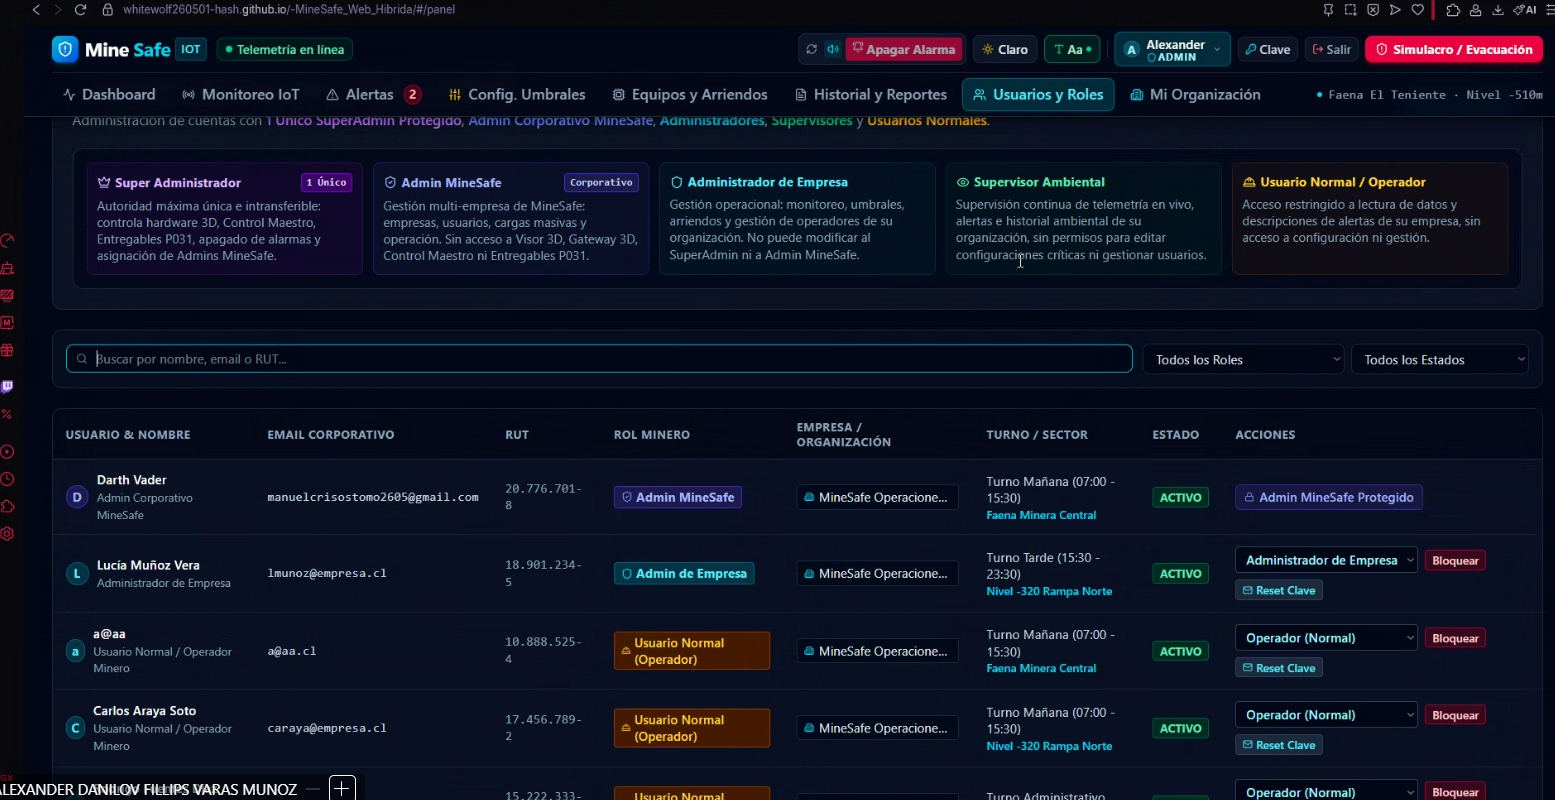 whitewolf260501-hash.github.io/-MineSafe_Web_Hibrida/#/panel
AI
Mine Safe IOT
Telemetría en línea
Apagar Alarma
Claro
T Aa
A Alexander
ADMIN
Clave
Salir
Simulacro / Evacuación
Dashboard
Monitoreo IoT
Alertas 2
Config. Umbrales
Equipos y Arriendos
Historial y Reportes
Usuarios y Roles
Mi Organización
Faena El Teniente · Nivel -510m
Administración de cuentas con 1 Único SuperAdmin Protegido, Admin Corporativo MineSafe, Administradores, Supervisores y Usuarios Normales.
Super Administrador 1 Único
Autoridad máxima única e intransferible:
controla hardware 3D, Control Maestro,
Entregables P031, apagado de alarmas y
asignación de Admins MineSafe.
Admin MineSafe Corporativo
Gestión multi-empresa de MineSafe:
empresas, usuarios, cargas masivas y
operación. Sin acceso a Visor 3D, Gateway 3D,
Control Maestro ni Entregables P031.
Administrador de Empresa
Gestión operacional: monitoreo, umbrales,
arriendos y gestión de operadores de su
organización. No puede modificar al
SuperAdmin ni a Admin MineSafe.
Supervisor Ambiental
Supervisión continua de telemetría en vivo,
alertas e historial ambiental de su
organización, sin permisos para editar
configuraciones críticas ni gestionar usuarios.
Usuario Normal / Operador
Acceso restringido a lectura de datos y
descripciones de alertas de su empresa, sin
acceso a configuración ni gestión.
Buscar por nombre, email o RUT...
Todos los Roles
Todos los Estados
USUARIO & NOMBRE
EMAIL CORPORATIVO
RUT
ROL MINERO
EMPRESA /
ORGANIZACIÓN
TURNO / SECTOR
ESTADO
ACCIONES
D
Darth Vader
Admin Corporativo
MineSafe
manuelcrisostomo2605@gmail.com
20.776.701-
8
Admin MineSafe
MineSafe Operacione...
Turno Mañana (07:00 -
15:30)
Faena Minera Central
ACTIVO
Admin MineSafe Protegido
L
Lucía Muñoz Vera
Administrador de Empresa
lmunoz@empresa.cl
18.901.234-
5
Admin de Empresa
MineSafe Operacione...
Turno Tarde (15:30 -
23:30)
Nivel -320 Rampa Norte
ACTIVO
Administrador de Empresa
Bloquear
Reset Clave
a
a@aa
Usuario Normal / Operador
Minero
a@aa.cl
10.888.525-
4
Usuario Normal
(Operador)
MineSafe Operacione...
Turno Mañana (07:00 -
15:30)
Faena Minera Central
ACTIVO
Operador (Normal)
Bloquear
Reset Clave
C
Carlos Araya Soto
Usuario Normal / Operador
Minero
caraya@empresa.cl
17.456.789-
2
Usuario Normal
(Operador)
MineSafe Operacione...
Turno Mañana (07:00 -
15:30)
Nivel -320 Rampa Norte
ACTIVO
Operador (Normal)
Bloquear
Reset Clave
ALEXANDER DANILOV FILLIPS VARAS MUNOZ
15.222.333-
Usuario Normal
Turno Administrativo
Operador (Normal)
Bloquear
GX